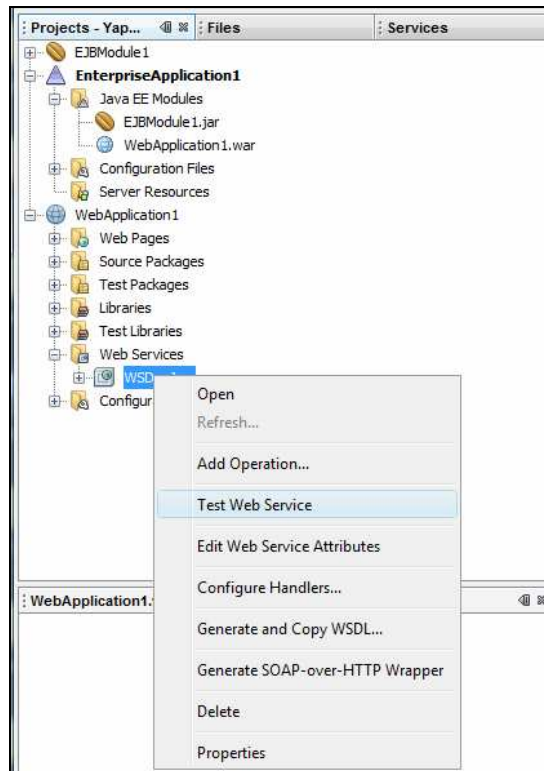 Projects - Yap... Files Services
EJBModule1
EnterpriseApplication1
Java EE Modules
EJBModule1.jar
WebApplication1.war
Configuration Files
Server Resources
WebApplication1
Web Pages
Source Packages
Test Packages
Libraries
Test Libraries
Web Services
Open
Refresh...
Add Operation...
Test Web Service
Edit Web Service Attributes
Configure Handlers...
WebApplication1.
Generate and Copy WSDL...
Generate SOAP-over-HTTP Wrapper
Delete
Properties